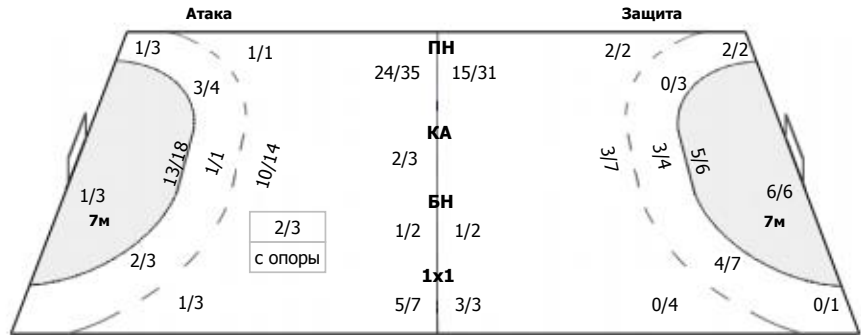 Атака Защита
1/3 1/1 ПН 2/2 2/2
24/35 15/31
3/4 0/3
КА
13/18 1/1 10/14 2/3 3/7 3/4 5/6
1/3 БН 6/6
7м 7м
2/3 1/2 1/2
с опоры
2/3 4/7
1x1
1/3 5/7 3/3 0/4 0/1